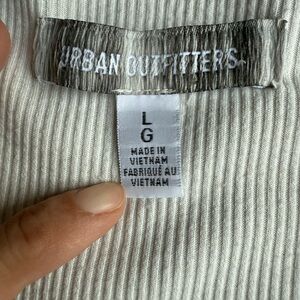 URBAN OUTFITTERS
L
G
MADE IN
VIETNAM
FABRIQUÉ AU
VIETNAM